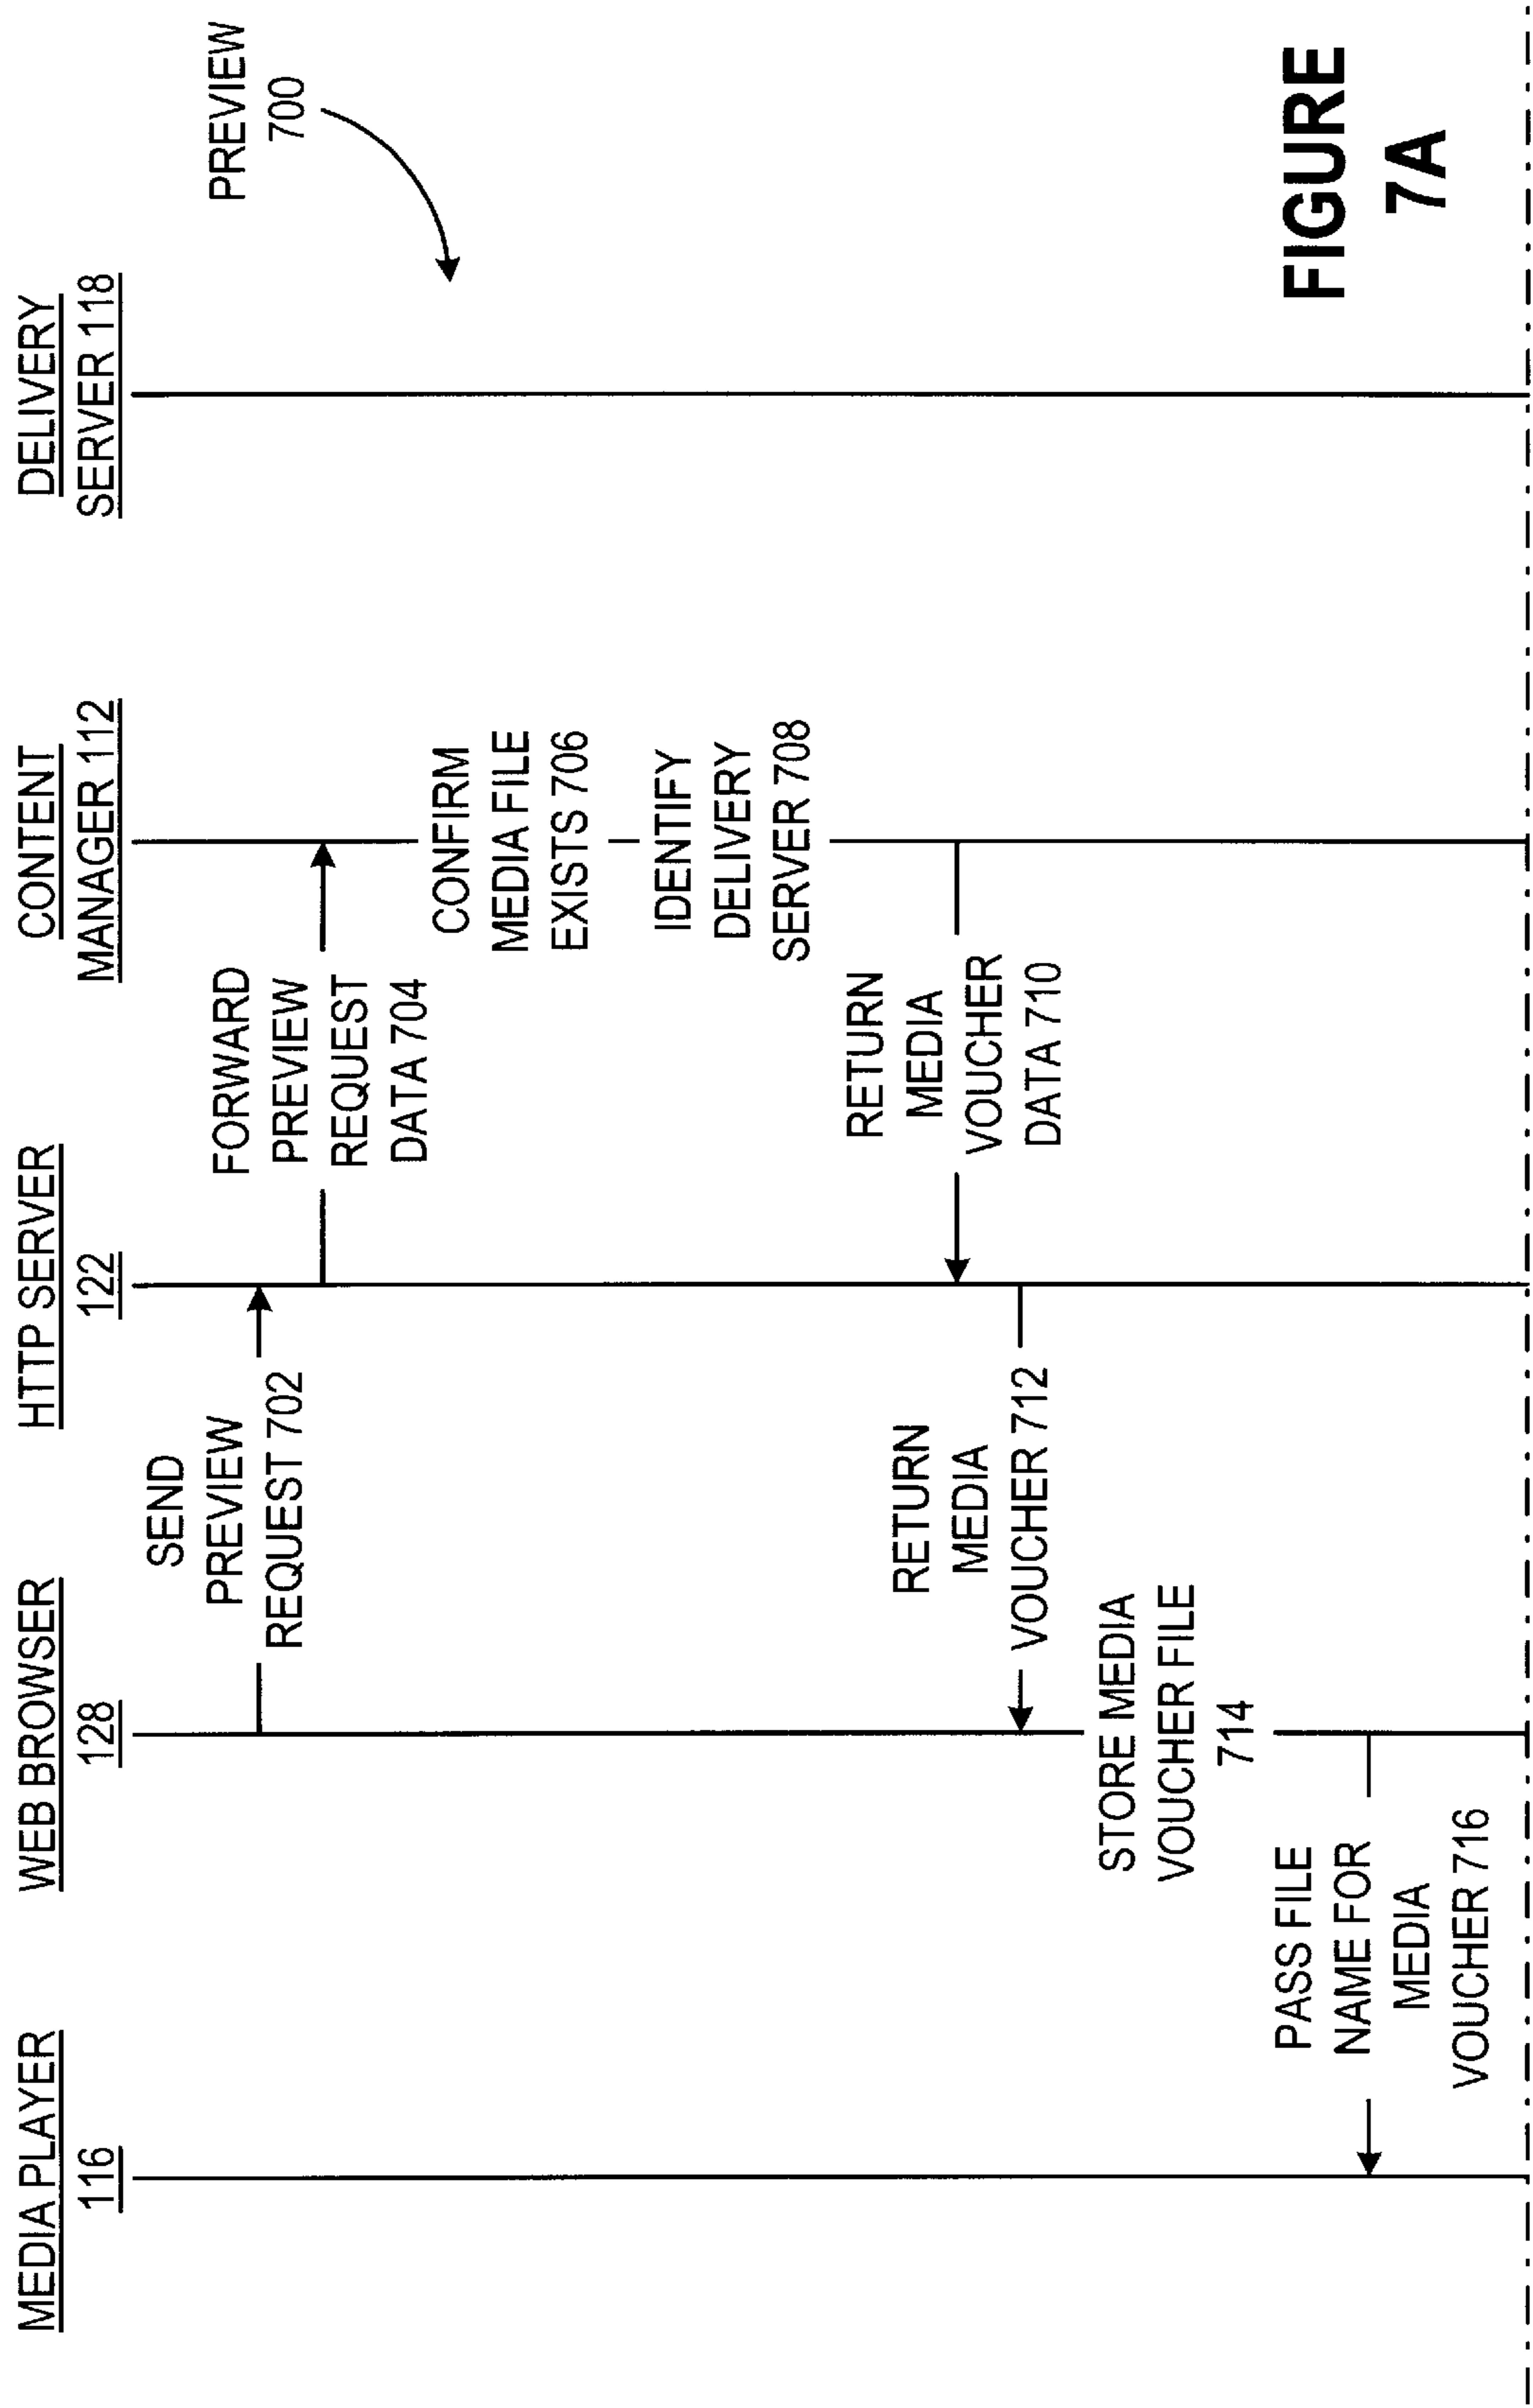 MEDIA PLAYER
116
WEB BROWSER
128
HTTP SERVER
122
CONTENT
MANAGER 112
DELIVERY
SERVER 118
PREVIEW
700
SEND
PREVIEW
REQUEST 702
FORWARD
PREVIEW
REQUEST
DATA 704
CONFIRM
MEDIA FILE
EXISTS 706
IDENTIFY
DELIVERY
SERVER 708
RETURN
MEDIA
VOUCHER
DATA 710
RETURN
MEDIA
VOUCHER 712
STORE MEDIA
VOUCHER FILE
714
PASS FILE
NAME FOR
MEDIA
VOUCHER 716
FIGURE
7A